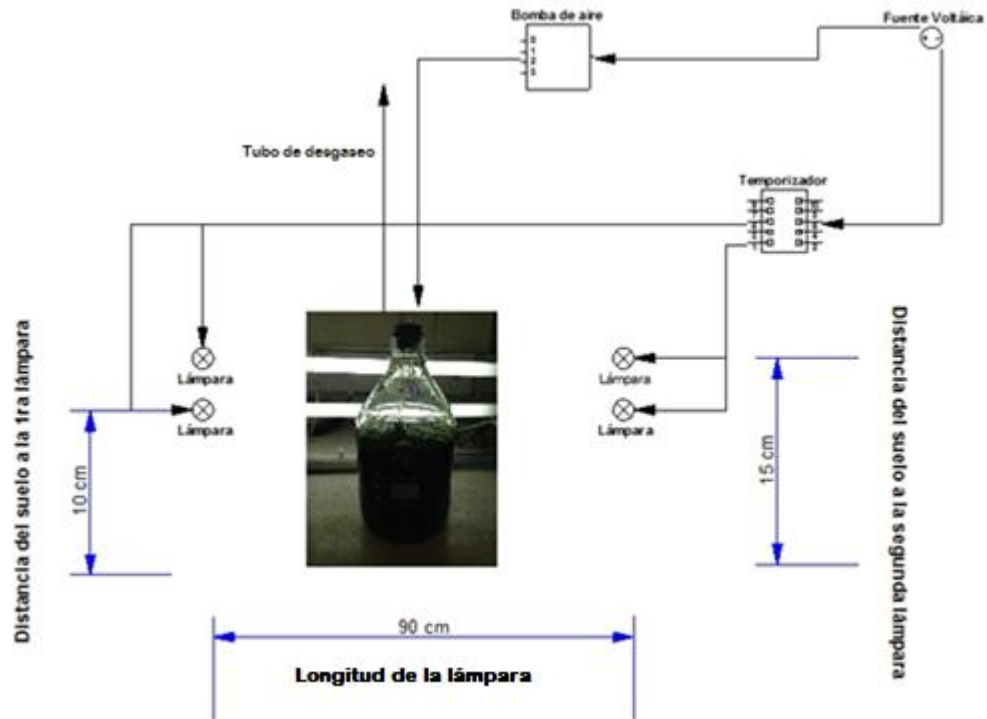 Bomba de aire
Fuente Voltáica
Tubo de desgaseo
Temporizador
Lámpara
Lámpara
Lámpara
Lámpara
Distancia del suelo a la 1ra lámpara
10 cm
15 cm
Distancia del suelo a la segunda lámpara
90 cm
Longitud de la lámpara